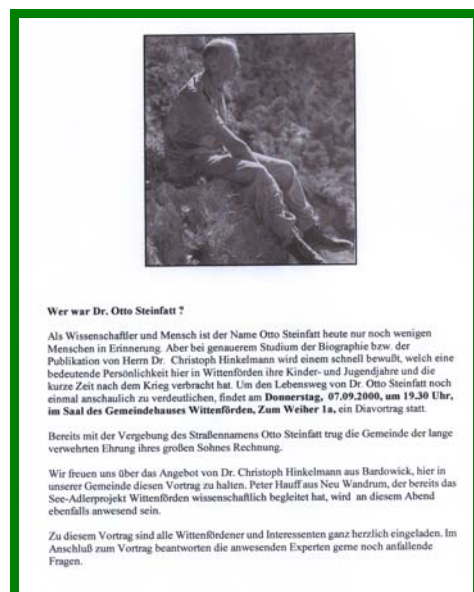 Wer war Dr. Otto Steinfatt ?
Als Wissenschaftler und Mensch ist der Name Otto Steinfatt heute nur noch wenigen
Menschen in Erinnerung. Aber bei genauerem Studium der Biographie bzw. der
Publikation von Herrn Dr. Christoph Hinkelmann wird einem schnell bewußt, welch eine
bedeutende Persönlichkeit hier in Wittenförden ihre Kinder- und Jugendjahre und die
kurze Zeit nach dem Krieg verbracht hat. Um den Lebensweg von Dr. Otto Steinfatt noch
einmal anschaulich zu verdeutlichen, findet am Donnerstag, 07.09.2000, um 19.30 Uhr,
im Saal des Gemeindehauses Wittenförden, Zum Weiher 1a, ein Diavortrag statt.
Bereits mit der Vergebung des Straßennamens Otto Steinfatt trug die Gemeinde der lange
verwehrten Ehrung ihres großen Sohnes Rechnung.
Wir freuen uns über das Angebot von Dr. Christoph Hinkelmann aus Bardowick, hier in
unserer Gemeinde diesen Vortrag zu halten. Peter Hauff aus Neu Wandrum, der bereits das
See-Adlerprojekt Wittenförden wissenschaftlich begleitet hat, wird an diesem Abend
ebenfalls anwesend sein.
Zu diesem Vortrag sind alle Wittenfördener und Interessenten ganz herzlich eingeladen. Im
Anschluß zum Vortrag beantworten die anwesenden Experten gerne noch anfallende
Fragen.